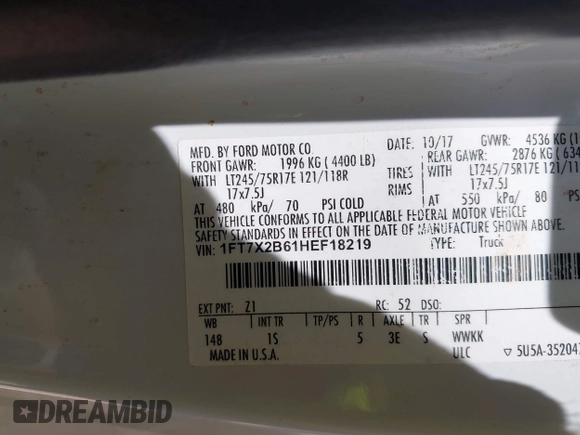 MFD. BY FORD MOTOR CO
DATE: 10/17 GVWR: 4536 KG
FRONT GAWR: 1996 KG ( 4400 LB) REAR GAWR: 2876 KG
WITH LT245/75R17E 121/118R TIRES WITH LT245/75R17E
17x7.5J RIMS 17x7.5J
AT 480 kPa/ 70 PSI COLD AT 550 kPa/ 80
THIS VEHICLE CONFORMS TO ALL APPLICABLE FEDERAL MOTOR VEHICLE
SAFETY STANDARDS IN EFFECT ON THE DATE OF MANUFACTURE SHOWN ABOVE.
VIN: 1FT7X2B61HEF18219 TYPE: Truck
EXT PNT: Z1 RC: 52 DSO:
WB INT TR TP/PS R AXLE TR SPR
148 1S 5 3E S WWKK
MADE IN U.S.A. ULC ▽ 5U5A-35204
DREAMBID